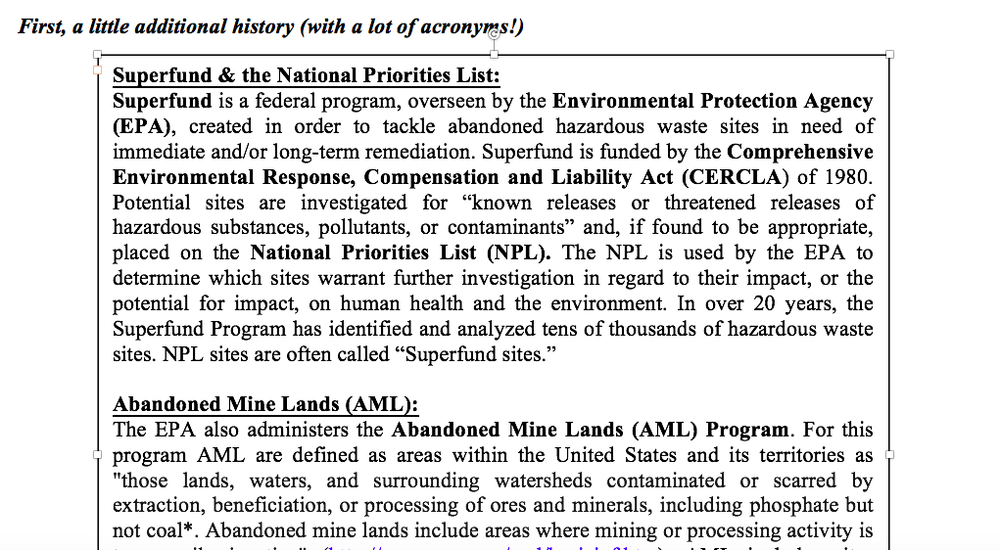 First, a little additional history (with a lot of acronyms!)
Superfund & the National Priorities List:
Superfund is a federal program, overseen by the Environmental Protection Agency
(EPA), created in order to tackle abandoned hazardous waste sites in need of
immediate and/or long-term remediation. Superfund is funded by the Comprehensive
Environmental Response, Compensation and Liability Act (CERCLA) of 1980.
Potential sites are investigated for “known releases or threatened releases of
hazardous substances, pollutants, or contaminants” and, if found to be appropriate,
placed on the National Priorities List (NPL). The NPL is used by the EPA to
determine which sites warrant further investigation in regard to their impact, or the
potential for impact, on human health and the environment. In over 20 years, the
Superfund Program has identified and analyzed tens of thousands of hazardous waste
sites. NPL sites are often called “Superfund sites.”
Abandoned Mine Lands (AML):
The EPA also administers the Abandoned Mine Lands (AML) Program. For this
program AML are defined as areas within the United States and its territories as
"those lands, waters, and surrounding watersheds contaminated or scarred by
extraction, beneficiation, or processing of ores and minerals, including phosphate but
not coal*. Abandoned mine lands include areas where mining or processing activity is